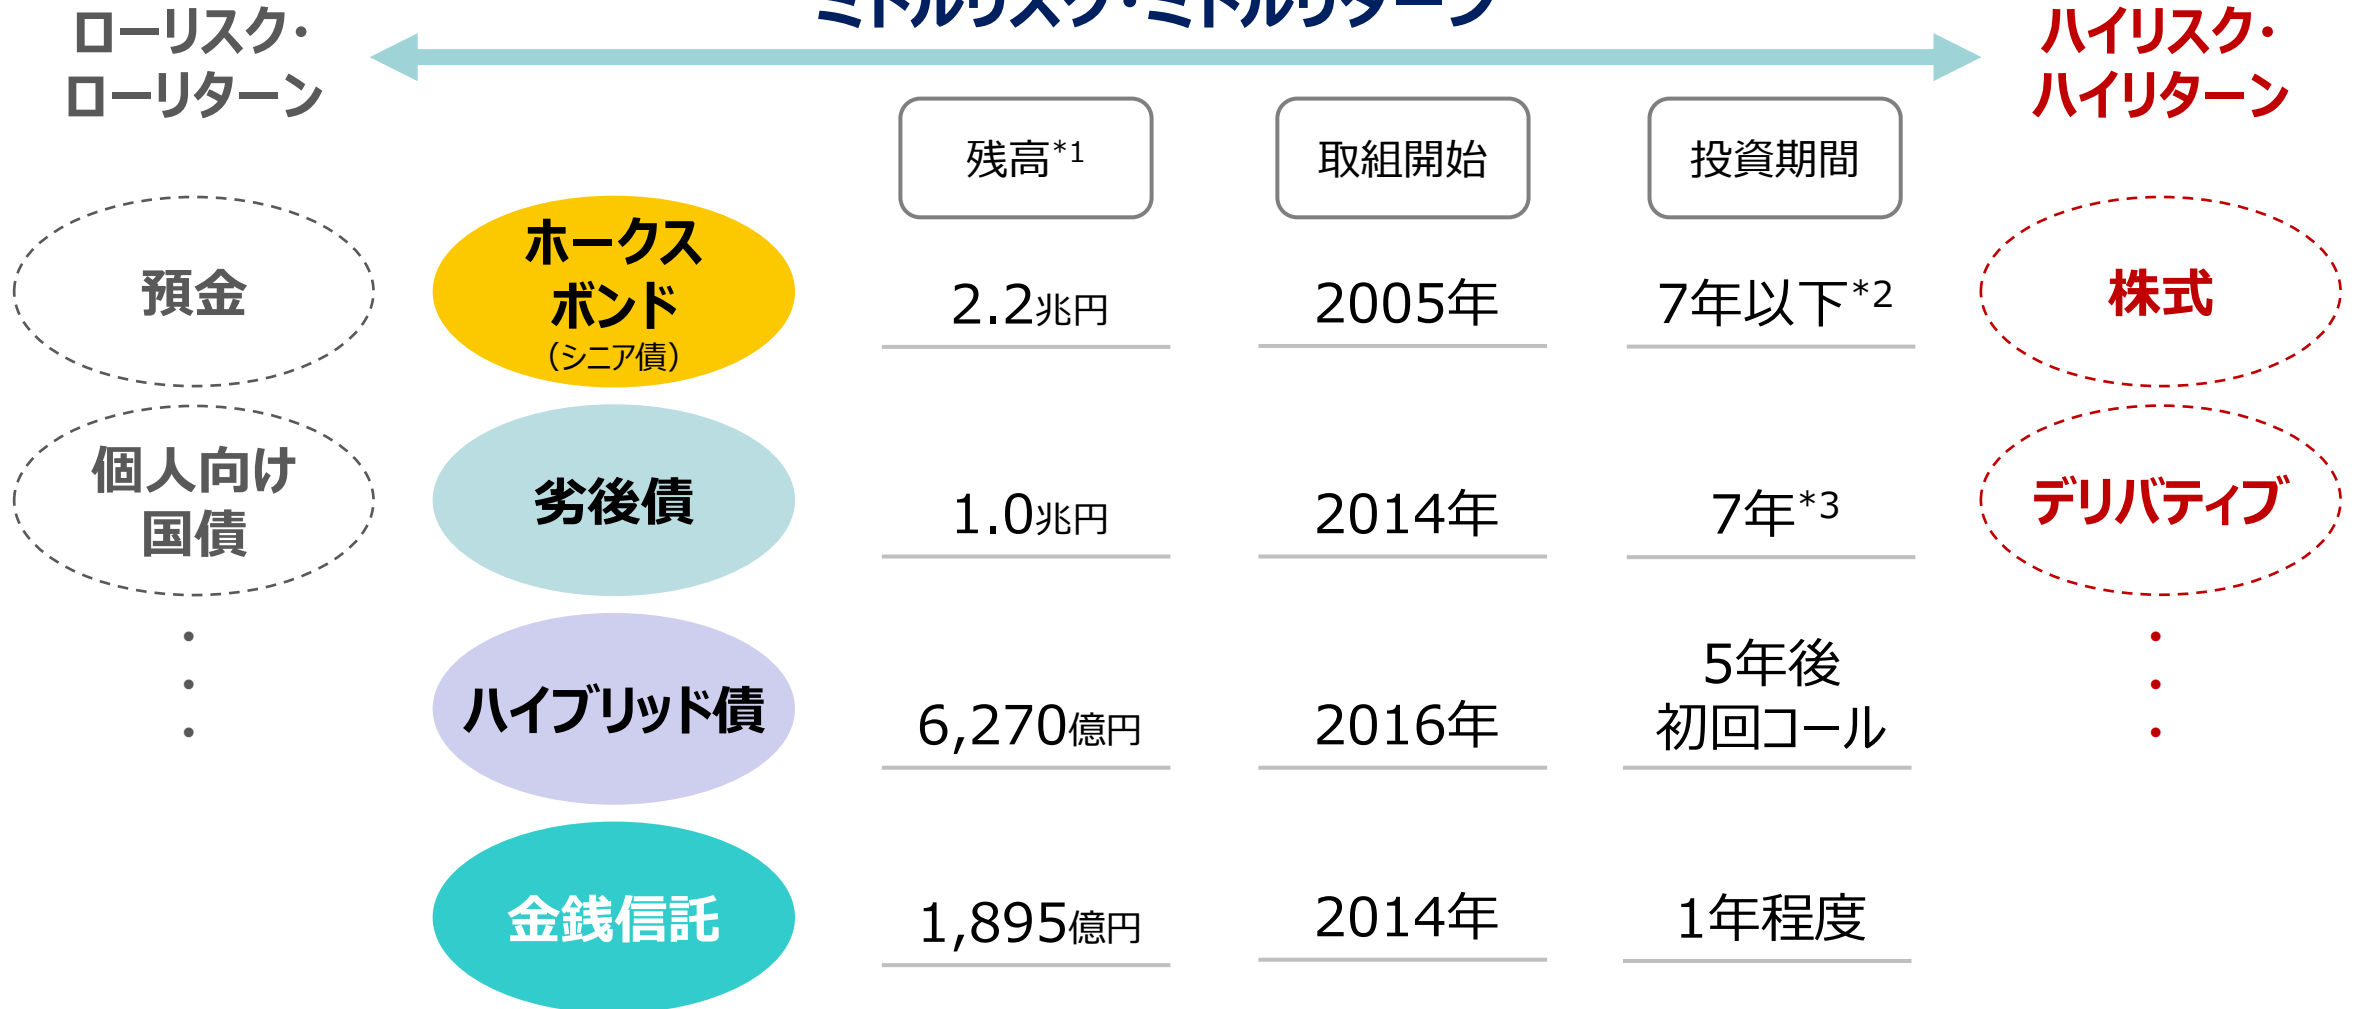 ミドルリスク・ミドルリターン
ローリスク・
ローリターン
ハイリスク・
ハイリターン
残高*1
取組開始
投資期間
預金
ホークス
ボンド
（シニア債）
2.2兆円
2005年
7年以下*2
株式
個人向け
国債
劣後債
1.0兆円
2014年
7年*3
デリバティブ
・
・
・
ハイブリッド債
6,270億円
2016年
5年後
初回コール
・
・
・
金銭信託
1,895億円
2014年
1年程度